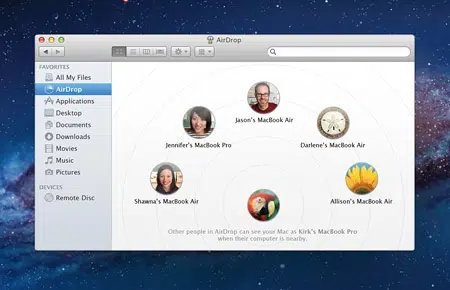 AirDrop
FAVORITES
All My Files
AirDrop
Applications
Desktop
Documents
Downloads
Movies
Music
Pictures
DEVICES
Remote Disc
Jason's MacBook Air
Jennifer's MacBook Pro
Darlene's MacBook Air
Shawna's MacBook Air
Allison's MacBook Air
Other people in AirDrop can see your Mac as Kirk's MacBook Pro
when their computer is nearby.